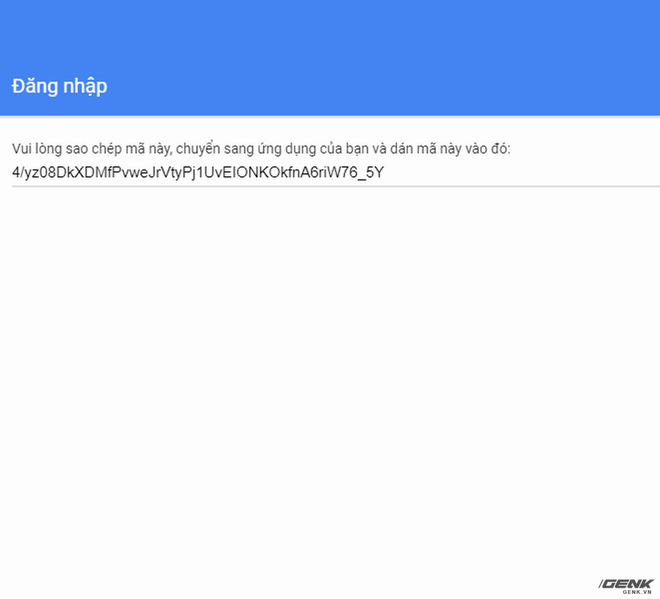 Đăng nhập
Vui lòng sao chép mã này, chuyển sang ứng dụng của bạn và dán mã này vào đó:
4/yz08DkXDMfPvweJrVtyPj1UvEIONKOkfnA6riW76_5Y
/GENK
GENK.VN